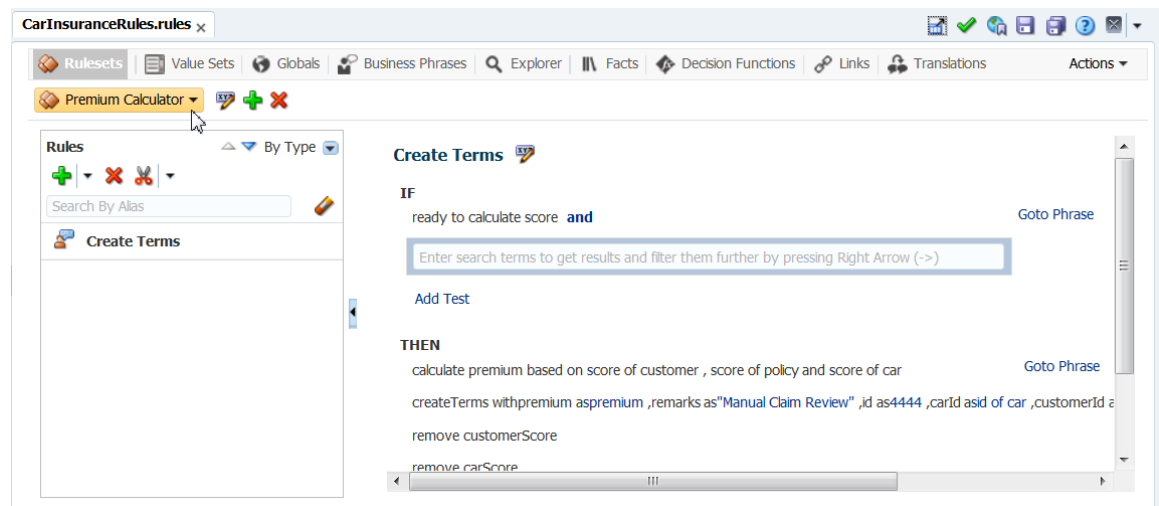 CarInsuranceRules.rules
Rulesets Value Sets Globals Business Phrases Explorer Facts Decision Functions Links Translations Actions
Premium Calculator
Rules By Type
Search By Alias
Create Terms
Create Terms
IF
ready to calculate score and Goto Phrase
Enter search terms to get results and filter them further by pressing Right Arrow (->)
Add Test
THEN
calculate premium based on score of customer , score of policy and score of car Goto Phrase
createTerms withpremium aspremium ,remarks as"Manual Claim Review" ,id as4444 ,carId asid of car ,customerId a
remove customerScore
remove carScore